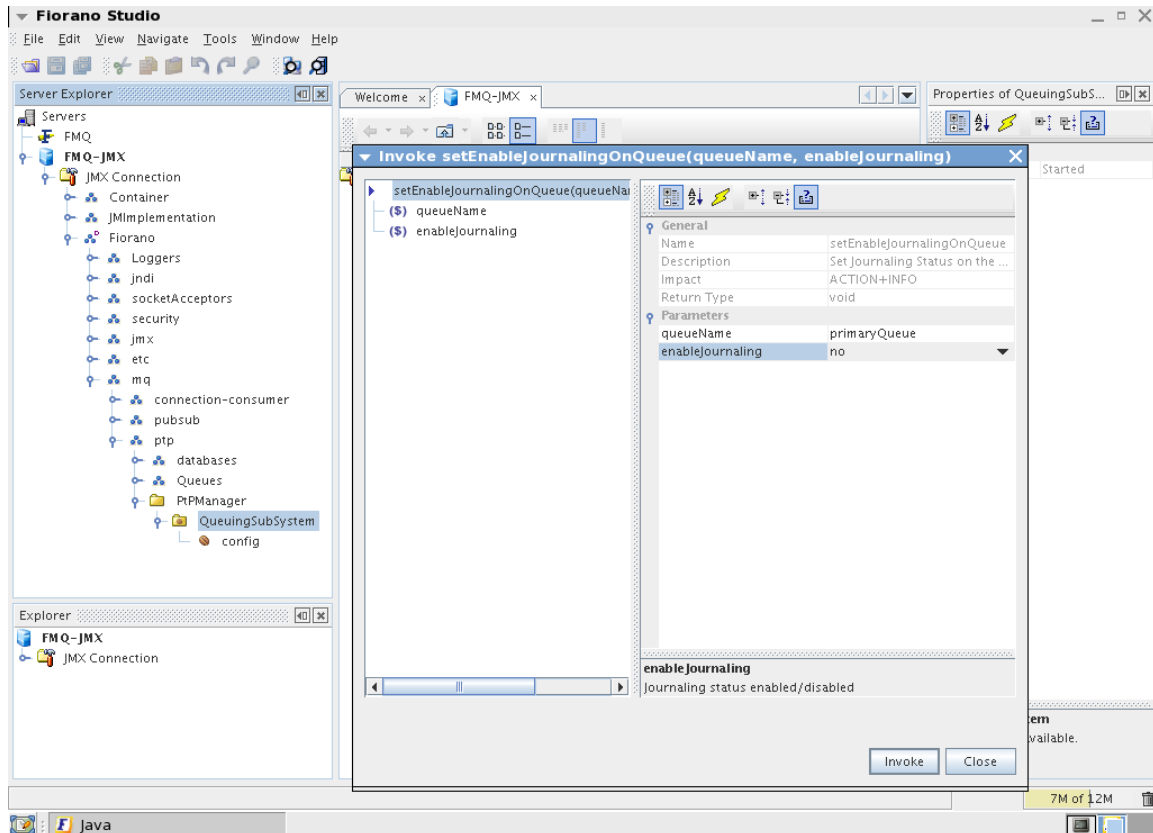 Fiorano Studio
File Edit View Navigate Tools Window Help
Server Explorer
Servers
FMQ
FMQ-JMX
JMX Connection
Container
JMImplementation
Fiorano
Loggers
jndi
socketAcceptors
security
jmx
etc
mq
connection-consumer
pubsub
ptp
databases
Queues
PtPManager
QueuingSubSystem
config
Explorer
FMQ-JMX
JMX Connection
Welcome x FMQ-JMX x
Properties of QueuingSubS...
Started
Invoke setEnableJournalingOnQueue(queueName, enableJournaling)
setEnableJournalingOnQueue(queueNa
($) queueName
($) enableJournaling
General
Name setEnableJournalingOnQueue
Description Set Journaling Status on the ...
Impact ACTION+INFO
Return Type void
Parameters
queueName primaryQueue
enableJournaling no
enableJournaling
Journaling status enabled/disabled
Invoke Close
em
vailable.
7M of 12M
Java